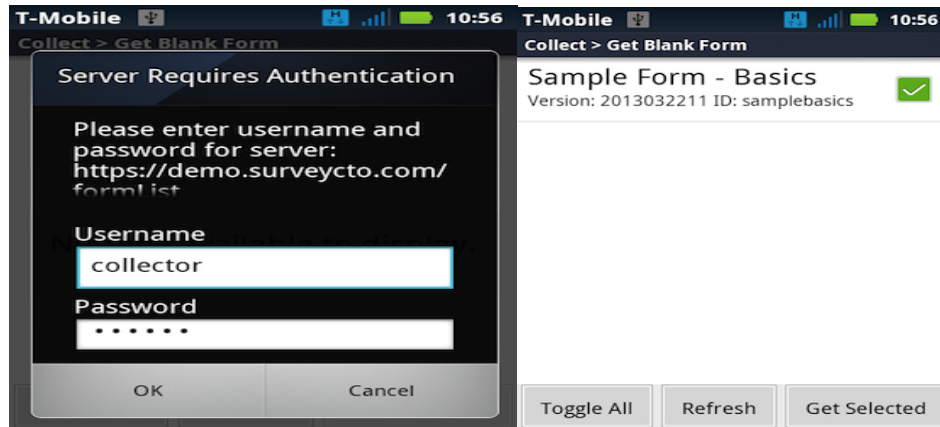 T-Mobile 10:56
Collect > Get Blank Form
Server Requires Authentication
Please enter username and
password for server:
https://demo.surveycto.com/
formList
Username
collector
Password
••••••
OK Cancel
T-Mobile 10:56
Collect > Get Blank Form
Sample Form - Basics
Version: 2013032211 ID: samplebasics
Toggle All Refresh Get Selected